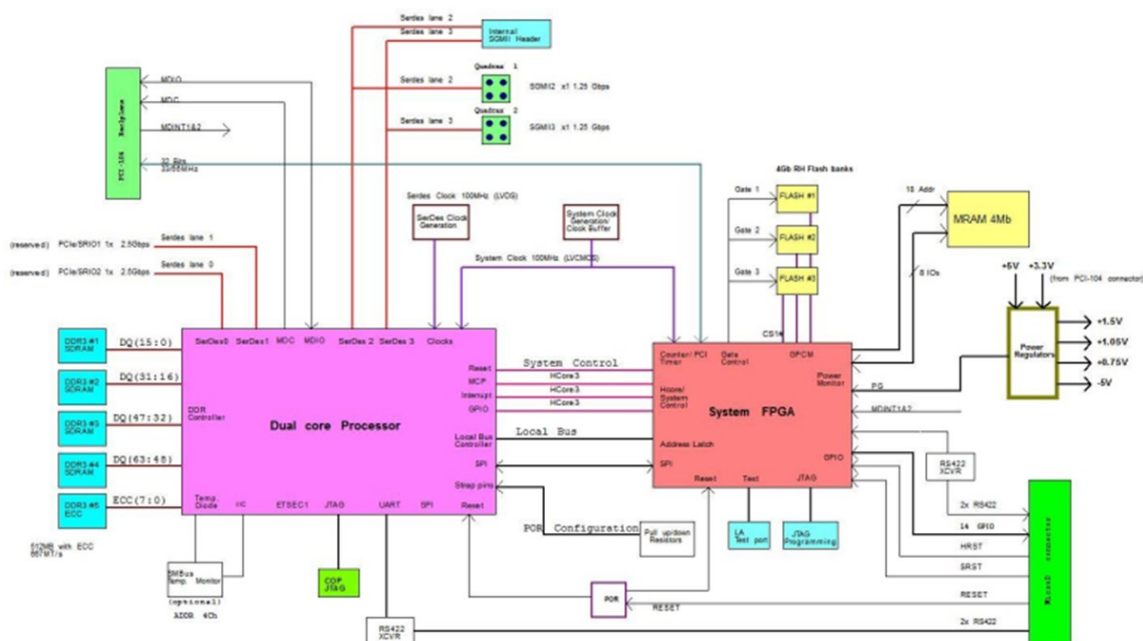 Serdes lane 2
Serdes lane 3
Internal
SGMII Header
Quadrax 1
Serdes lane 2
SGMII2 x1 1.25 Gbps
Quadrax 2
Serdes lane 3
SGMII3 x1 1.25 Gbps
PCI-104 Backplane
MDIO
MDC
MDINT1&2
32 Bits
33/66MHz
4Gb RH Flash banks
Gate 1
FLASH #1
Gate 2
FLASH #2
Gate 3
FLASH #3
CS1#
18 Addr
8 IOs
MRAM 4Mb
Serdes Clock 100MHz (LVDS)
SerDes Clock
Generation
System Clock
Generation/
Clock Buffer
System Clock 100MHz (LVCMOS)
Serdes lane 1
(reserved) PCIe/SRIO1 1x 2.5Gbps
Serdes lane 0
(reserved) PCIe/SRIO2 1x 2.5Gbps
+5V
+3.3V
(from PCI-104 connector)
Power
Regulators
+1.5V
+1.05V
+0.75V
-5V
PG
DDR3 #1
SDRAM
DQ(15:0)
DDR3 #2
SDRAM
DQ(31:16)
DDR3 #3
SDRAM
DQ(47:32)
DDR3 #4
SDRAM
DQ(63:48)
DDR3 #5
ECC
ECC(7:0)
512MB with ECC
667MT/s
SerDes0
SerDes1
MDC
MDIO
SerDes 2
SerDes 3
Clocks
Reset
MCP
Interrupt
GPIO
DDR
Controller
Dual core Processor
Local Bus
Controller
SPI
Strap pins
Reset
Temp.
Diode
IIC
ETSEC1
JTAG
UART
SPI
System Control
HCore3
HCore3
HCore3
Local Bus
POR Configuration
Pull up/down
Resistors
Counter/
Timer
PCI
Gate
Control
GPCM
Power
Monitor
Hcore/
System
Control
System FPGA
Address Latch
GPIO
SPI
Reset
Test
JTAG
MDINT1&2
RS422
XCVR
LA
Test port
JTAG
Programming
2x RS422
14 GPIO
HRST
SRST
RESET
2x RS422
MicroD connector
SMBus
Temp. Monitor
(optional)
ADDR 4Ch
COP
JTAG
POR
RESET
RS422
XCVR